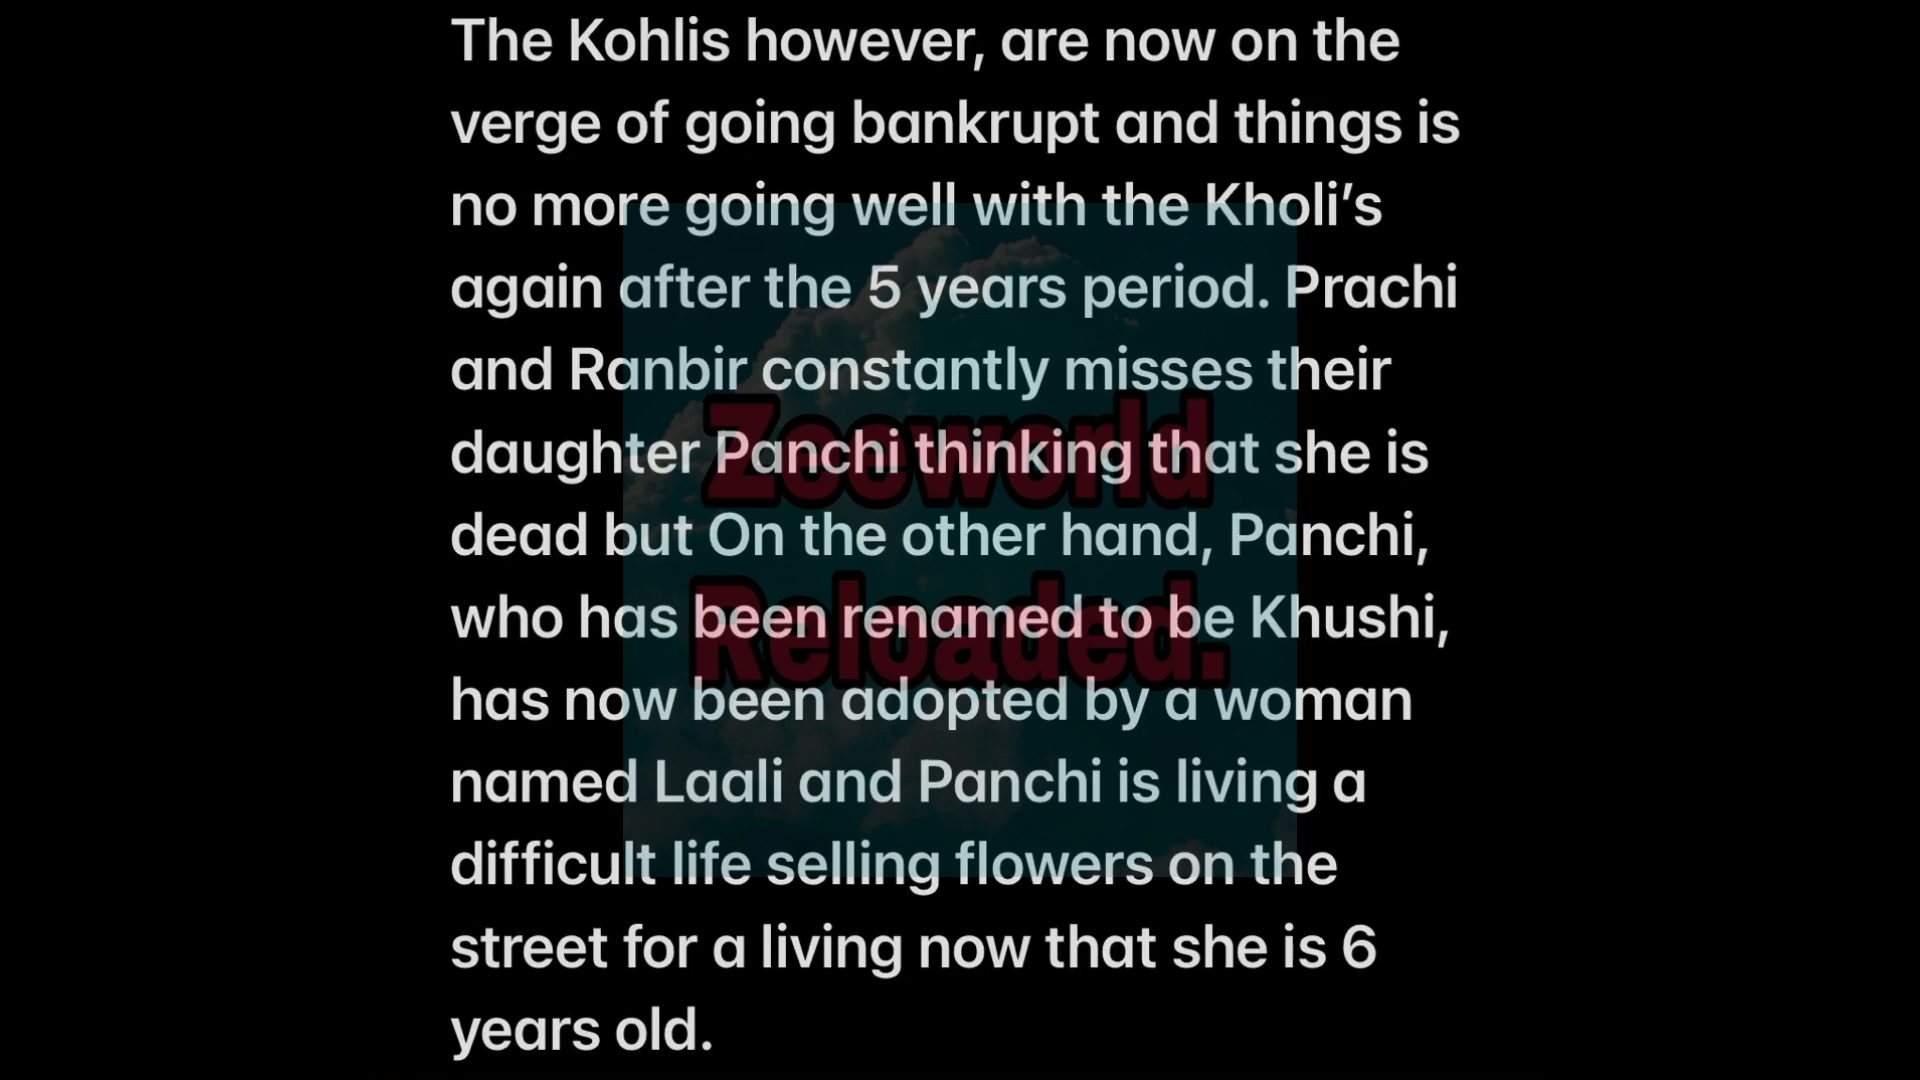 The Kohlis however, are now on the
verge of going bankrupt and things is
no more going well with the Kholi’s
again after the 5 years period. Prachi
and Ranbir constantly misses their
daughter Panchi thinking that she is
dead but On the other hand, Panchi,
who has been renamed to be Khushi,
has now been adopted by a woman
named Laali and Panchi is living a
difficult life selling flowers on the
street for a living now that she is 6
years old.
Zeeworld
Reloaded.